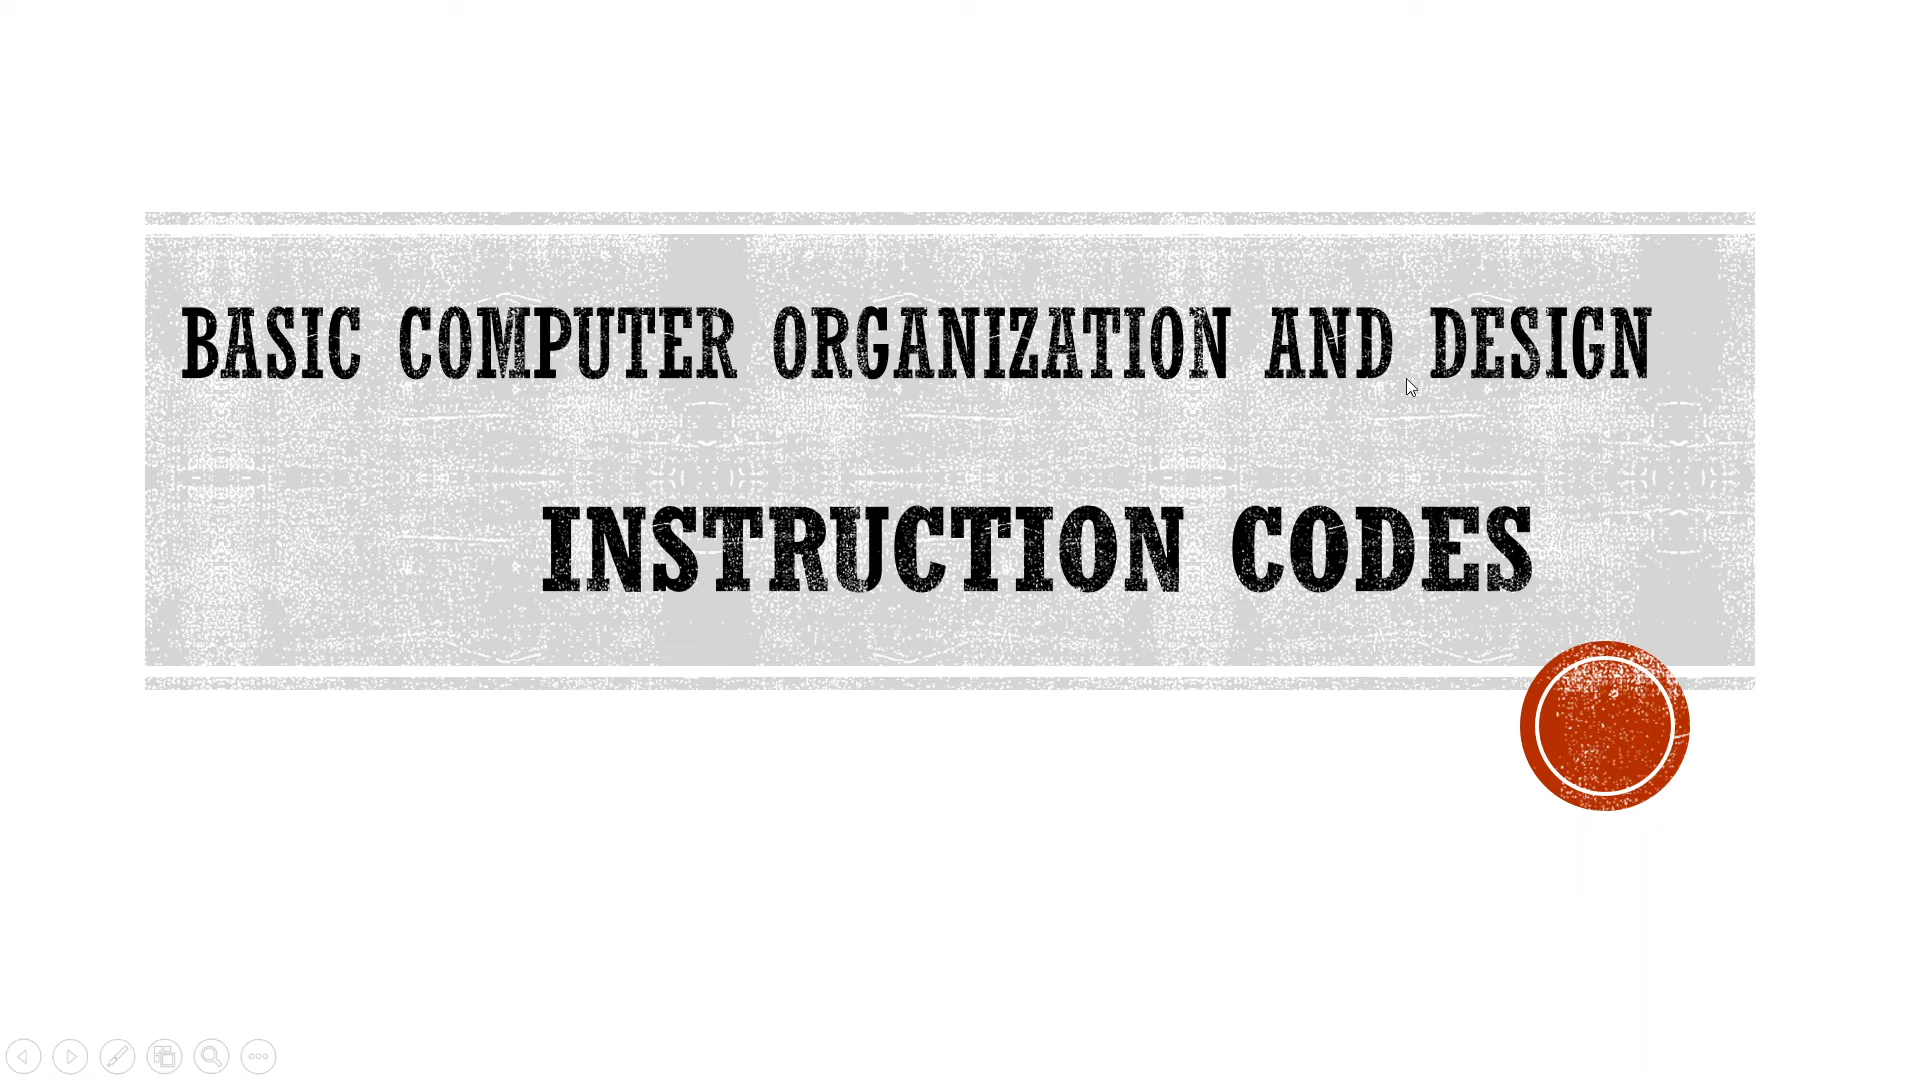 BASIC COMPUTER ORGANIZATION AND DESIGN
INSTRUCTION CODES